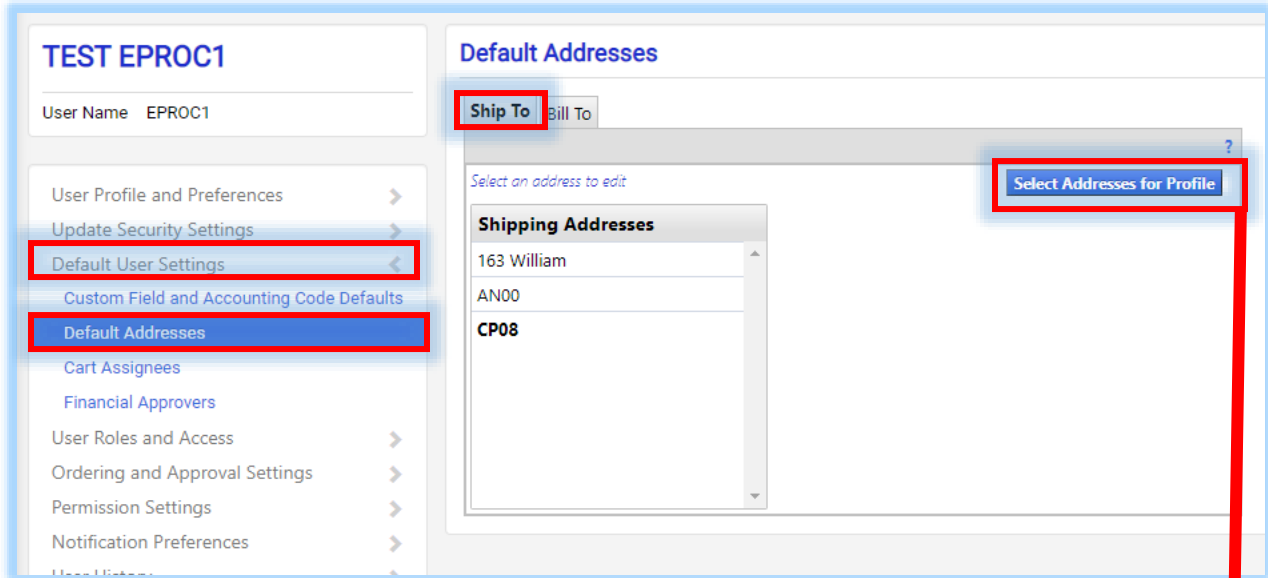 TEST EPROC1
User Name EPROC1
User Profile and Preferences
Update Security Settings
Default User Settings
Custom Field and Accounting Code Defaults
Default Addresses
Cart Assignees
Financial Approvers
User Roles and Access
Ordering and Approval Settings
Permission Settings
Notification Preferences
User History
Default Addresses
Ship To Bill To
?
Select an address to edit
Select Addresses for Profile
Shipping Addresses
163 William
AN00
CP08